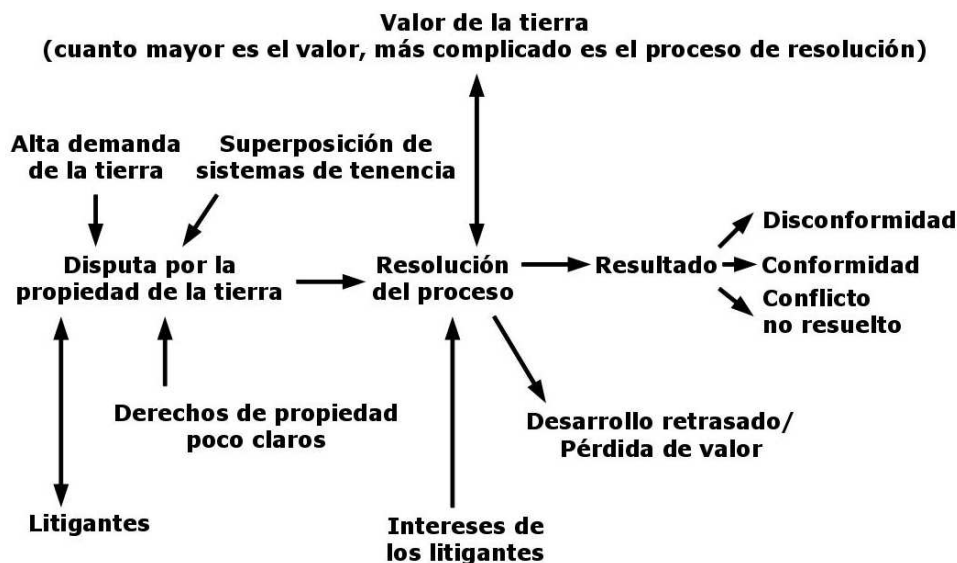 Valor de la tierra
(cuanto mayor es el valor, más complicado es el proceso de resolución)
Alta demanda
de la tierra
Superposición de
sistemas de tenencia
Disputa por la
propiedad de la tierra
Resolución
del proceso
Resultado
Disconformidad
Conformidad
Conflicto
no resuelto
Derechos de propiedad
poco claros
Desarrollo retrasado/
Pérdida de valor
Litigantes
Intereses de
los litigantes